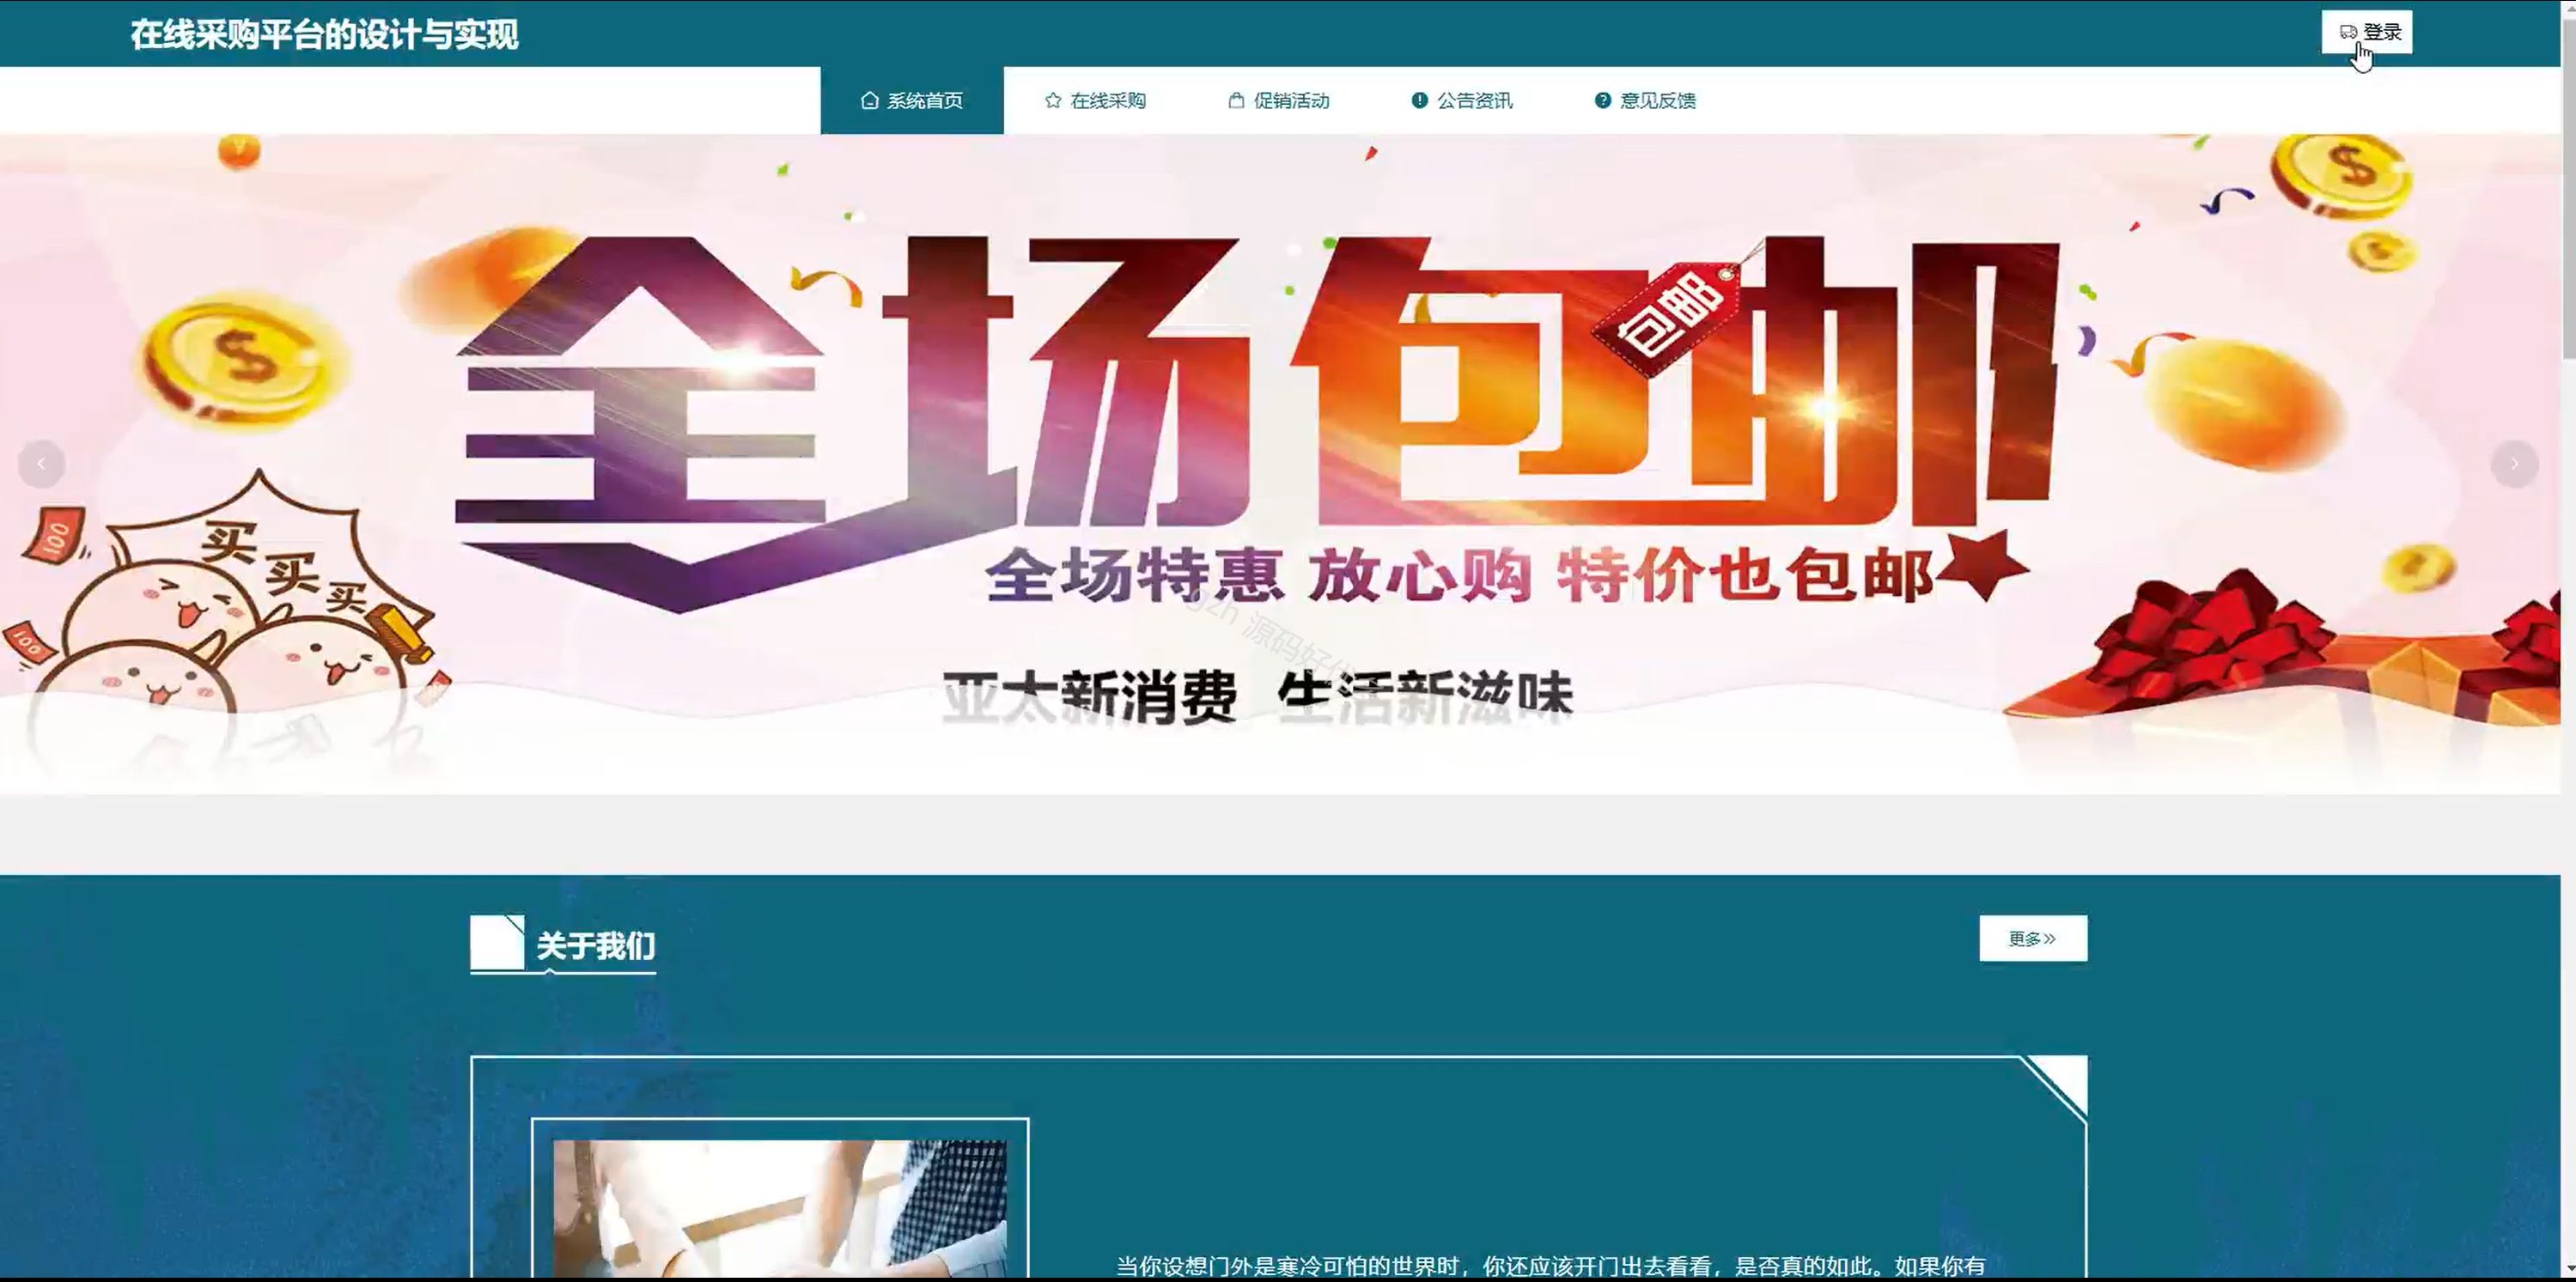 在线采购平台的设计与实现
登录
系统首页
在线采购
促销活动
公告资讯
意见反馈
全场包邮
包邮
全场特惠 放心购 特价也包邮
买买买
100
100
亚太新消费 生活新滋味
gzh 源码好
关于我们
更多
当你设想门外是寒冷可怕的世界时，你还应该开门出去看看，是否真的如此。如果你有